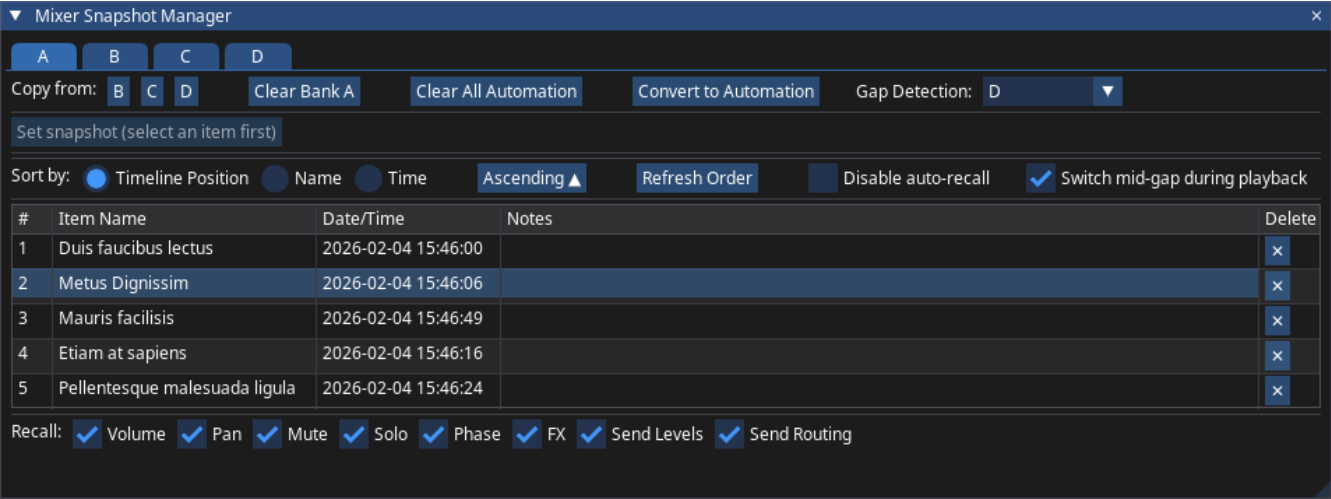 ▼ Mixer Snapshot Manager ×
A B C D
Copy from: B C D Clear Bank A Clear All Automation Convert to Automation Gap Detection: D ▼
Set snapshot (select an item first)
Sort by: Timeline Position Name Time Ascending ▲ Refresh Order Disable auto-recall Switch mid-gap during playback
# Item Name Date/Time Notes Delete
1 Duis faucibus lectus 2026-02-04 15:46:00 ×
2 Metus Dignissim 2026-02-04 15:46:06 ×
3 Mauris facilisis 2026-02-04 15:46:49 ×
4 Etiam at sapiens 2026-02-04 15:46:16 ×
5 Pellentesque malesuada ligula 2026-02-04 15:46:24 ×
Recall: Volume Pan Mute Solo Phase FX Send Levels Send Routing